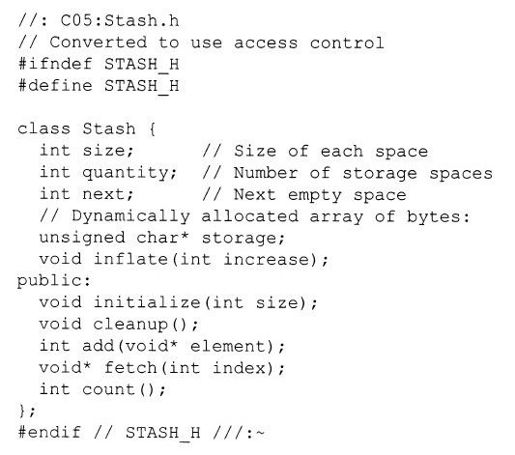 //: C05:Stash.h
// Converted to use access control
#ifndef STASH_H
#define STASH_H

class Stash {
  int size;      // Size of each space
  int quantity;  // Number of storage spaces
  int next;      // Next empty space
  // Dynamically allocated array of bytes:
  unsigned char* storage;
  void inflate(int increase);
public:
  void initialize(int size);
  void cleanup();
  int add(void* element);
  void* fetch(int index);
  int count();
};
#endif // STASH_H ///:~